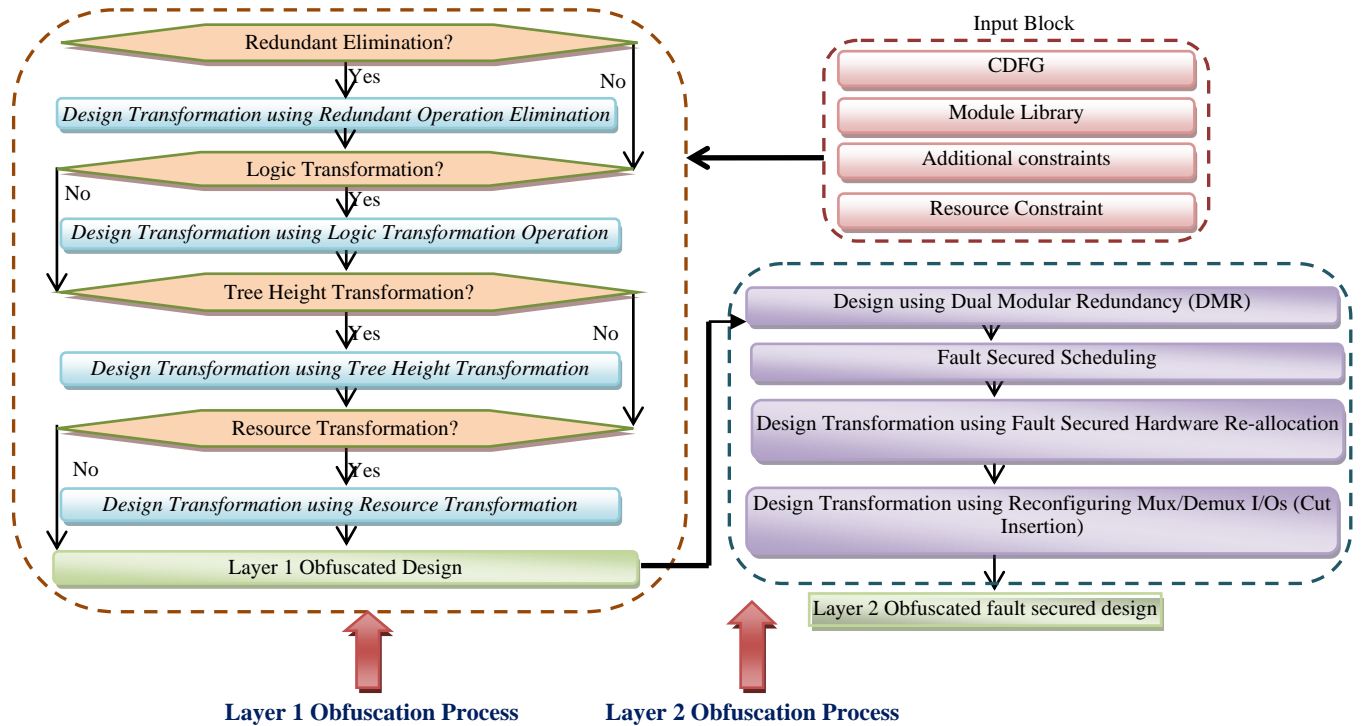 Redundant Elimination?
Yes
No
Design Transformation using Redundant Operation Elimination
Logic Transformation?
No
Yes
Design Transformation using Logic Transformation Operation
Tree Height Transformation?
Yes
No
Design Transformation using Tree Height Transformation
Resource Transformation?
No
Yes
Design Transformation using Resource Transformation
Layer 1 Obfuscated Design
Layer 1 Obfuscation Process
Input Block
CDFG
Module Library
Additional constraints
Resource Constraint
Design using Dual Modular Redundancy (DMR)
Fault Secured Scheduling
Design Transformation using Fault Secured Hardware Re-allocation
Design Transformation using Reconfiguring Mux/Demux I/Os (Cut
Insertion)
Layer 2 Obfuscated fault secured design
Layer 2 Obfuscation Process